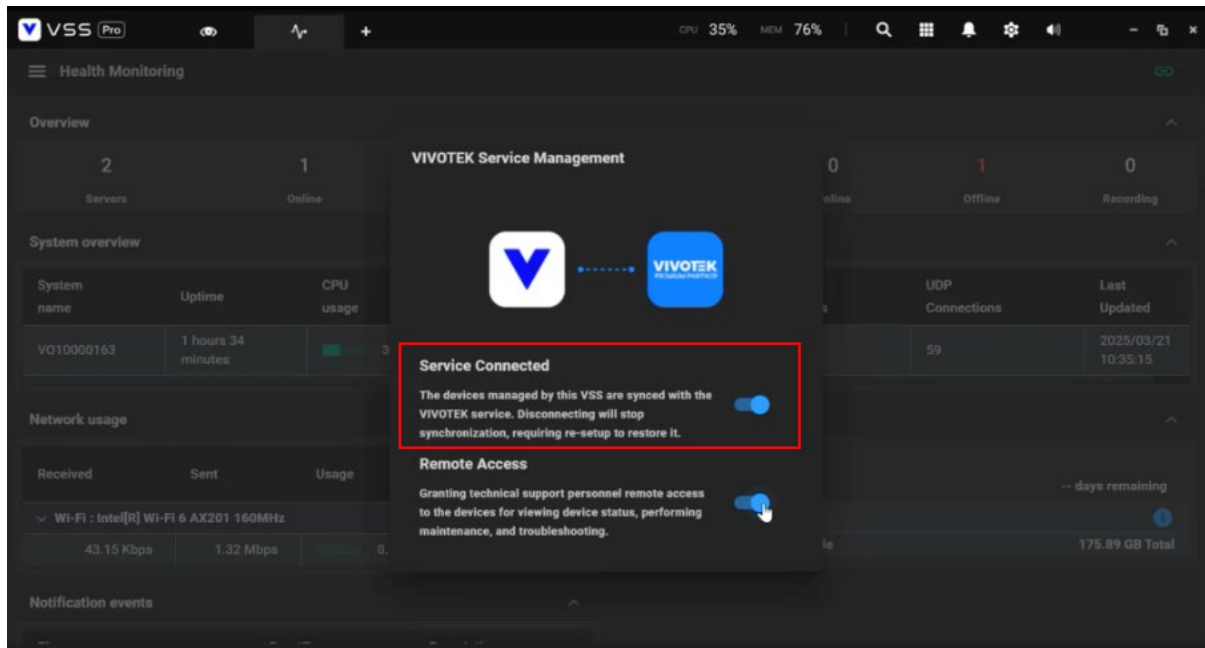 VSS Pro
CPU 35% MEM 76%
Health Monitoring
Overview
2 1 0 1 0
Servers Online Offline Recording
VIVOTEK Service Management
VIVOTEK
PREMIUM PARTNER
System overview
System name Uptime CPU usage UDP Connections Last Updated
VO10000163 1 hours 34 minutes 3 59 2025/03/21 10:35:15
Service Connected
The devices managed by this VSS are synced with the
VIVOTEK service. Disconnecting will stop
synchronization, requiring re-setup to restore it.
Remote Access
Granting technical support personnel remote access
to the devices for viewing device status, performing
maintenance, and troubleshooting.
Network usage
Received Sent Usage
-- days remaining
Wi-Fi : Intel[R] Wi-Fi 6 AX201 160MHz
43.15 Kbps 1.32 Mbps 0.
175.89 GB Total
Notification events